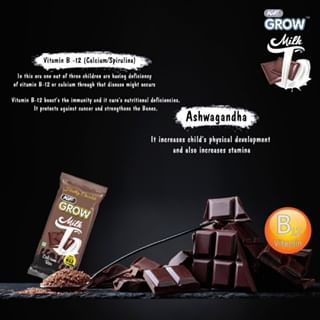 GROW
Milk
Vitamin B -12 (Calcium/Spirulina)
In this era one out of three children are having deficiency
of vitamin B-12 or calcium through that disease might occurs
Vitamin B-12 boost's the immunity and it cure's nutritional deficiencies.
It protects against cancer and strengthens the Bones.
Ashwagandha
It increases child's physical development
and also increases stamina
GROW
Milk
B
Vitamin